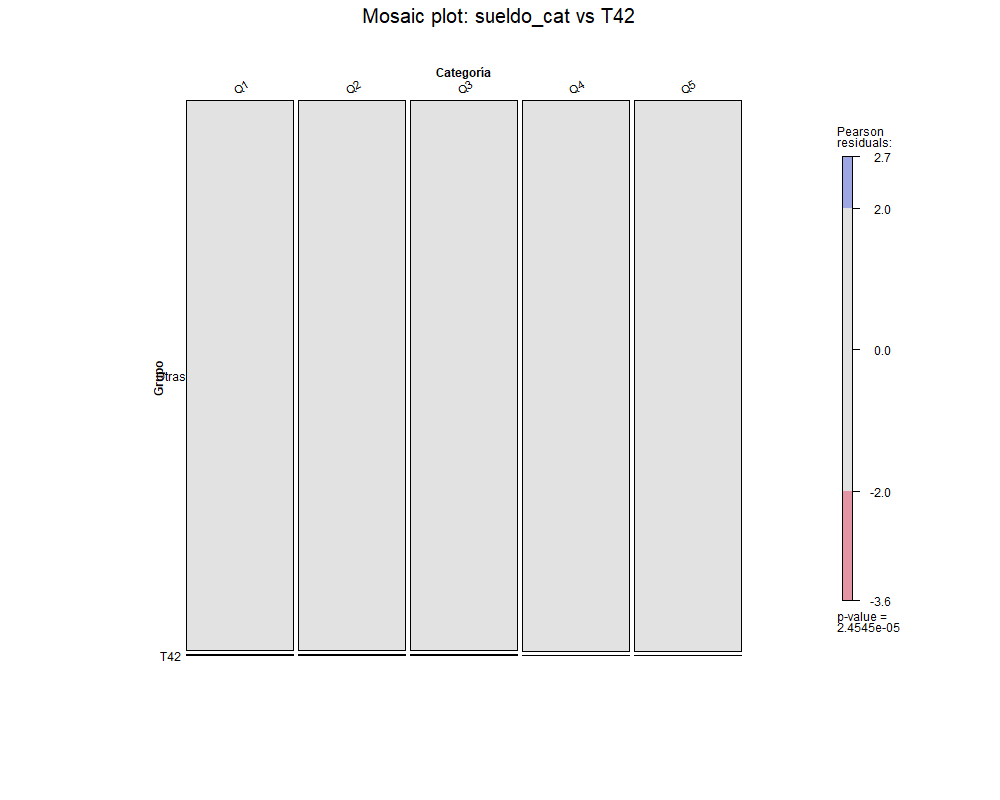 Mosaic plot: sueldo_cat vs T42
Categoría
Q1 Q2 Q3 Q4 Q5
Pearson
residuals:
2.7
2.0
0.0
-2.0
-3.6
p-value =
2.4545e-05
Grupo
Otras
T42